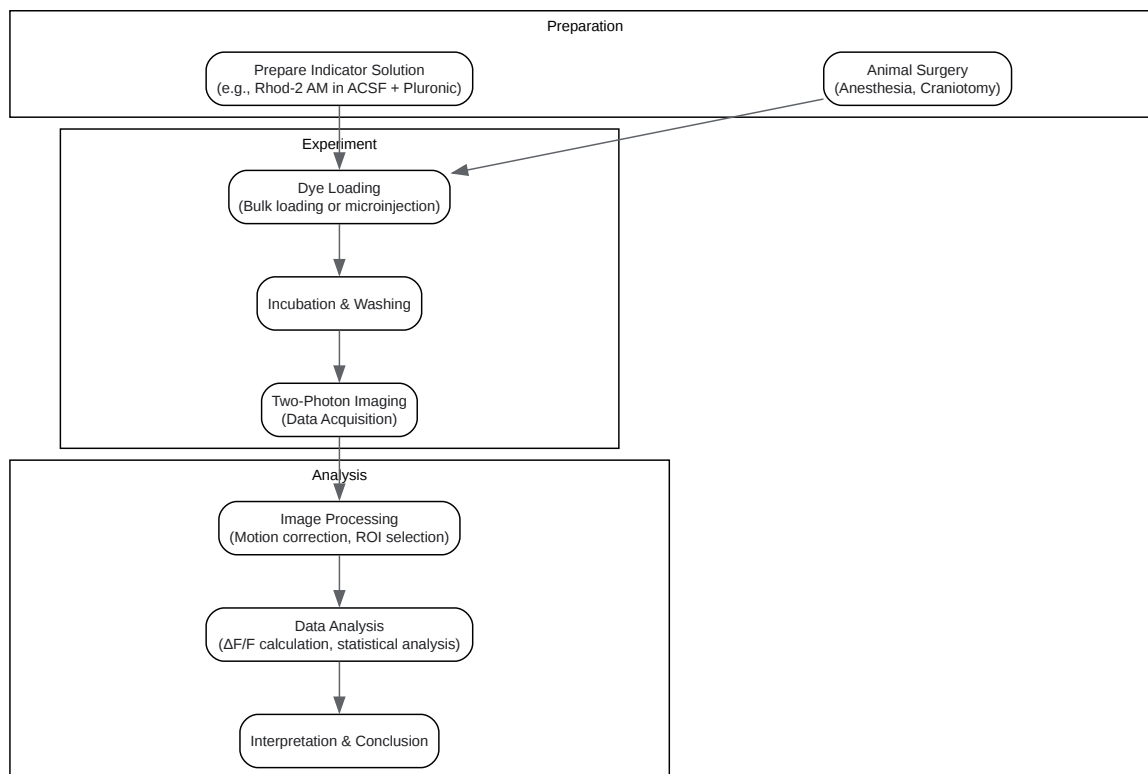 Preparation
Prepare Indicator Solution
(e.g., Rhod-2 AM in ACSF + Pluronic)
Animal Surgery
(Anesthesia, Craniotomy)
Experiment
Dye Loading
(Bulk loading or microinjection)
Incubation & Washing
Two-Photon Imaging
(Data Acquisition)
Analysis
Image Processing
(Motion correction, ROI selection)
Data Analysis
(ΔF/F calculation, statistical analysis)
Interpretation & Conclusion